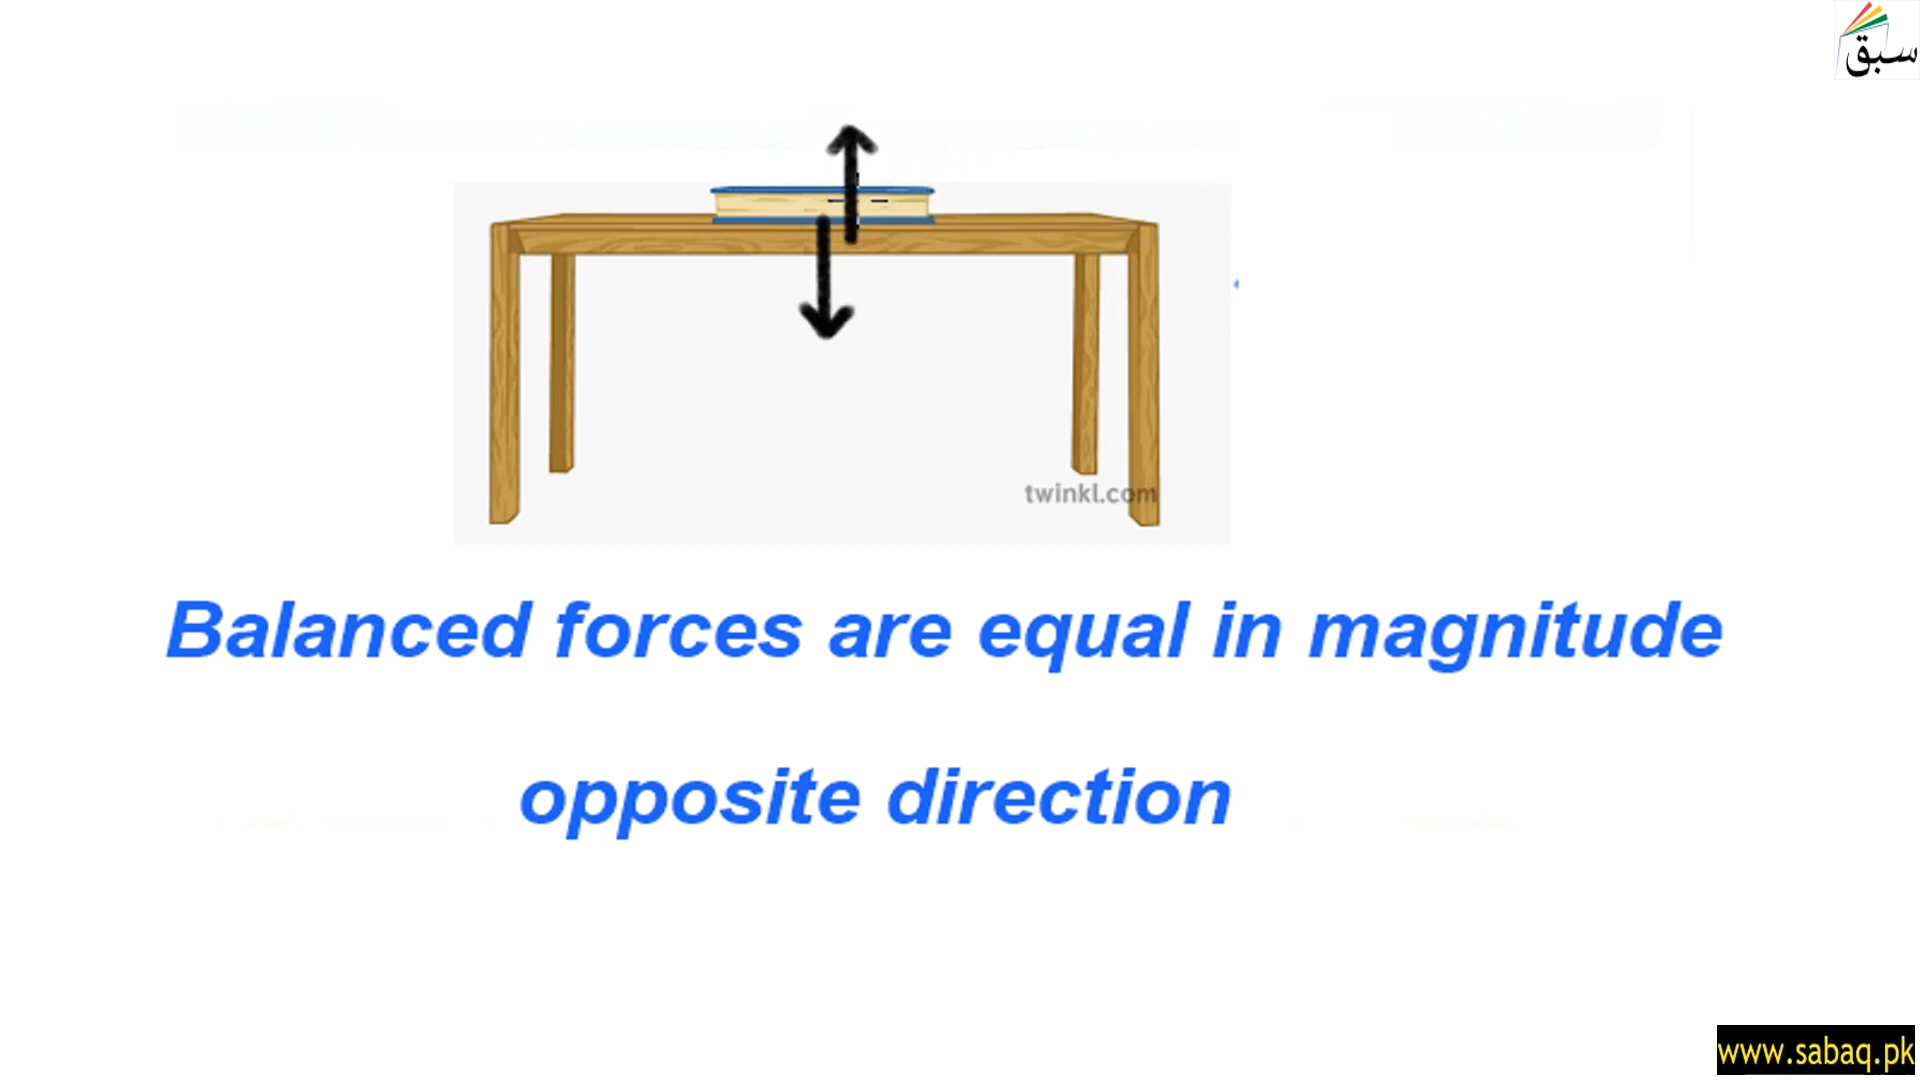 سبق
twinkl.com
Balanced forces are equal in magnitude
opposite direction
www.sabaq.pk